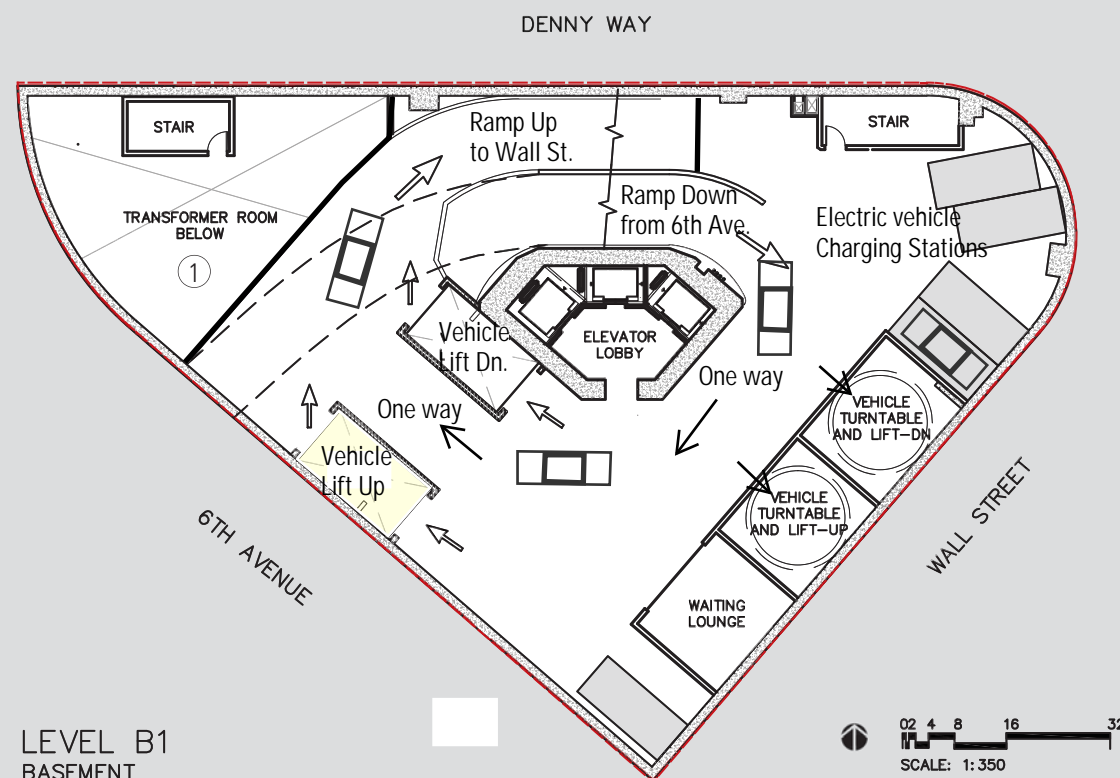 DENNY WAY
STAIR
Ramp Up
to Wall St.
STAIR
Ramp Down
from 6th Ave.
TRANSFORMER ROOM
BELOW
1
Electric vehicle
Charging Stations
Vehicle
Lift Dn.
ELEVATOR
LOBBY
One way
One way
VEHICLE
TURNTABLE
AND LIFT-DN
Vehicle
Lift Up
VEHICLE
TURNTABLE
AND LIFT-UP
6TH AVENUE
WALL STREET
WAITING
LOUNGE
LEVEL B1
BASEMENT
02 4 8 16 32
SCALE: 1:350